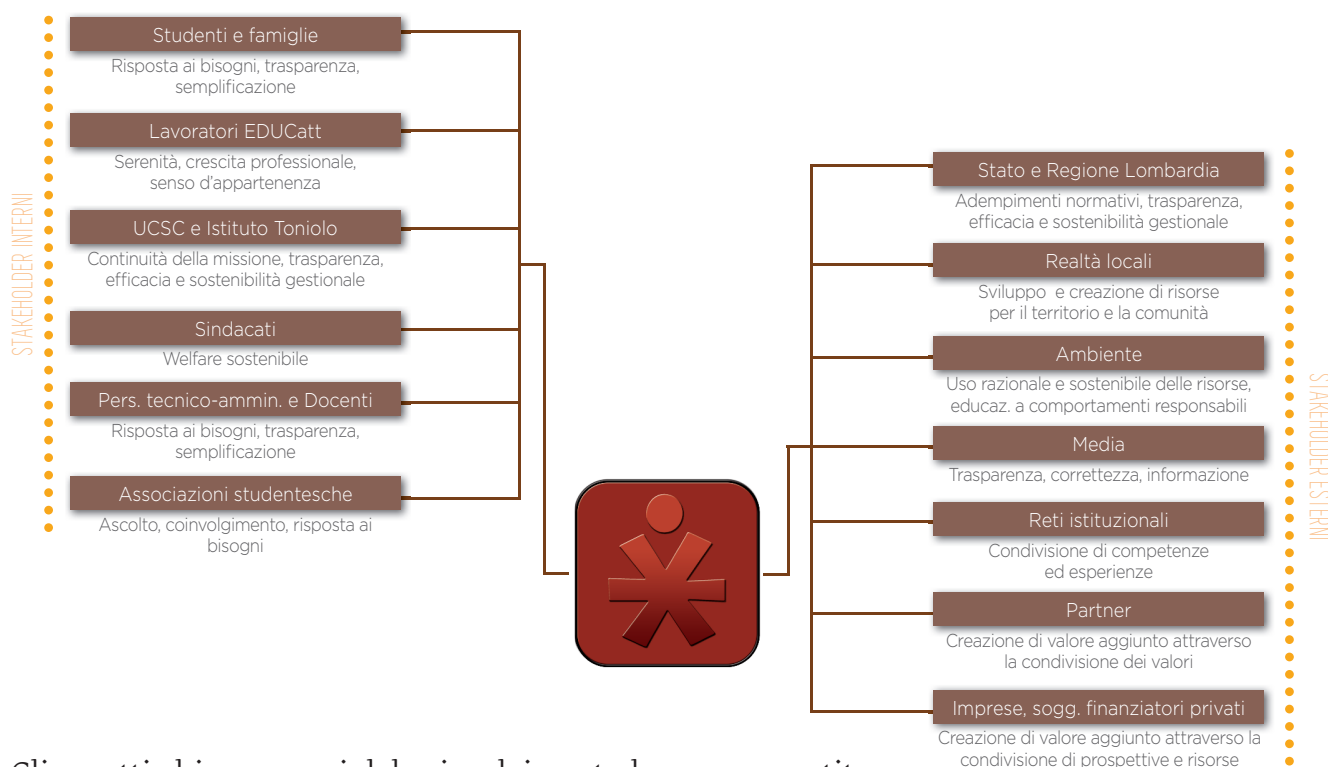 STAKEHOLDER INTERNI
Studenti e famiglie
Risposta ai bisogni, trasparenza,
semplificazione
Lavoratori EDUCatt
Serenità, crescita professionale,
senso d'appartenenza
UCSC e Istituto Toniolo
Continuità della missione, trasparenza,
efficacia e sostenibilità gestionale
Sindacati
Welfare sostenibile
Pers. tecnico-ammin. e Docenti
Risposta ai bisogni, trasparenza,
semplificazione
Associazioni studentesche
Ascolto, coinvolgimento, risposta ai
bisogni
STAKEHOLDER ESTERNI
Stato e Regione Lombardia
Adempimenti normativi, trasparenza,
efficacia e sostenibilità gestionale
Realtà locali
Sviluppo e creazione di risorse
per il territorio e la comunità
Ambiente
Uso razionale e sostenibile delle risorse,
educaz. a comportamenti responsabili
Media
Trasparenza, correttezza, informazione
Reti istituzionali
Condivisione di competenze
ed esperienze
Partner
Creazione di valore aggiunto attraverso
la condivisione dei valori
Imprese, sogg. finanziatori privati
Creazione di valore aggiunto attraverso la
condivisione di prospettive e risorse